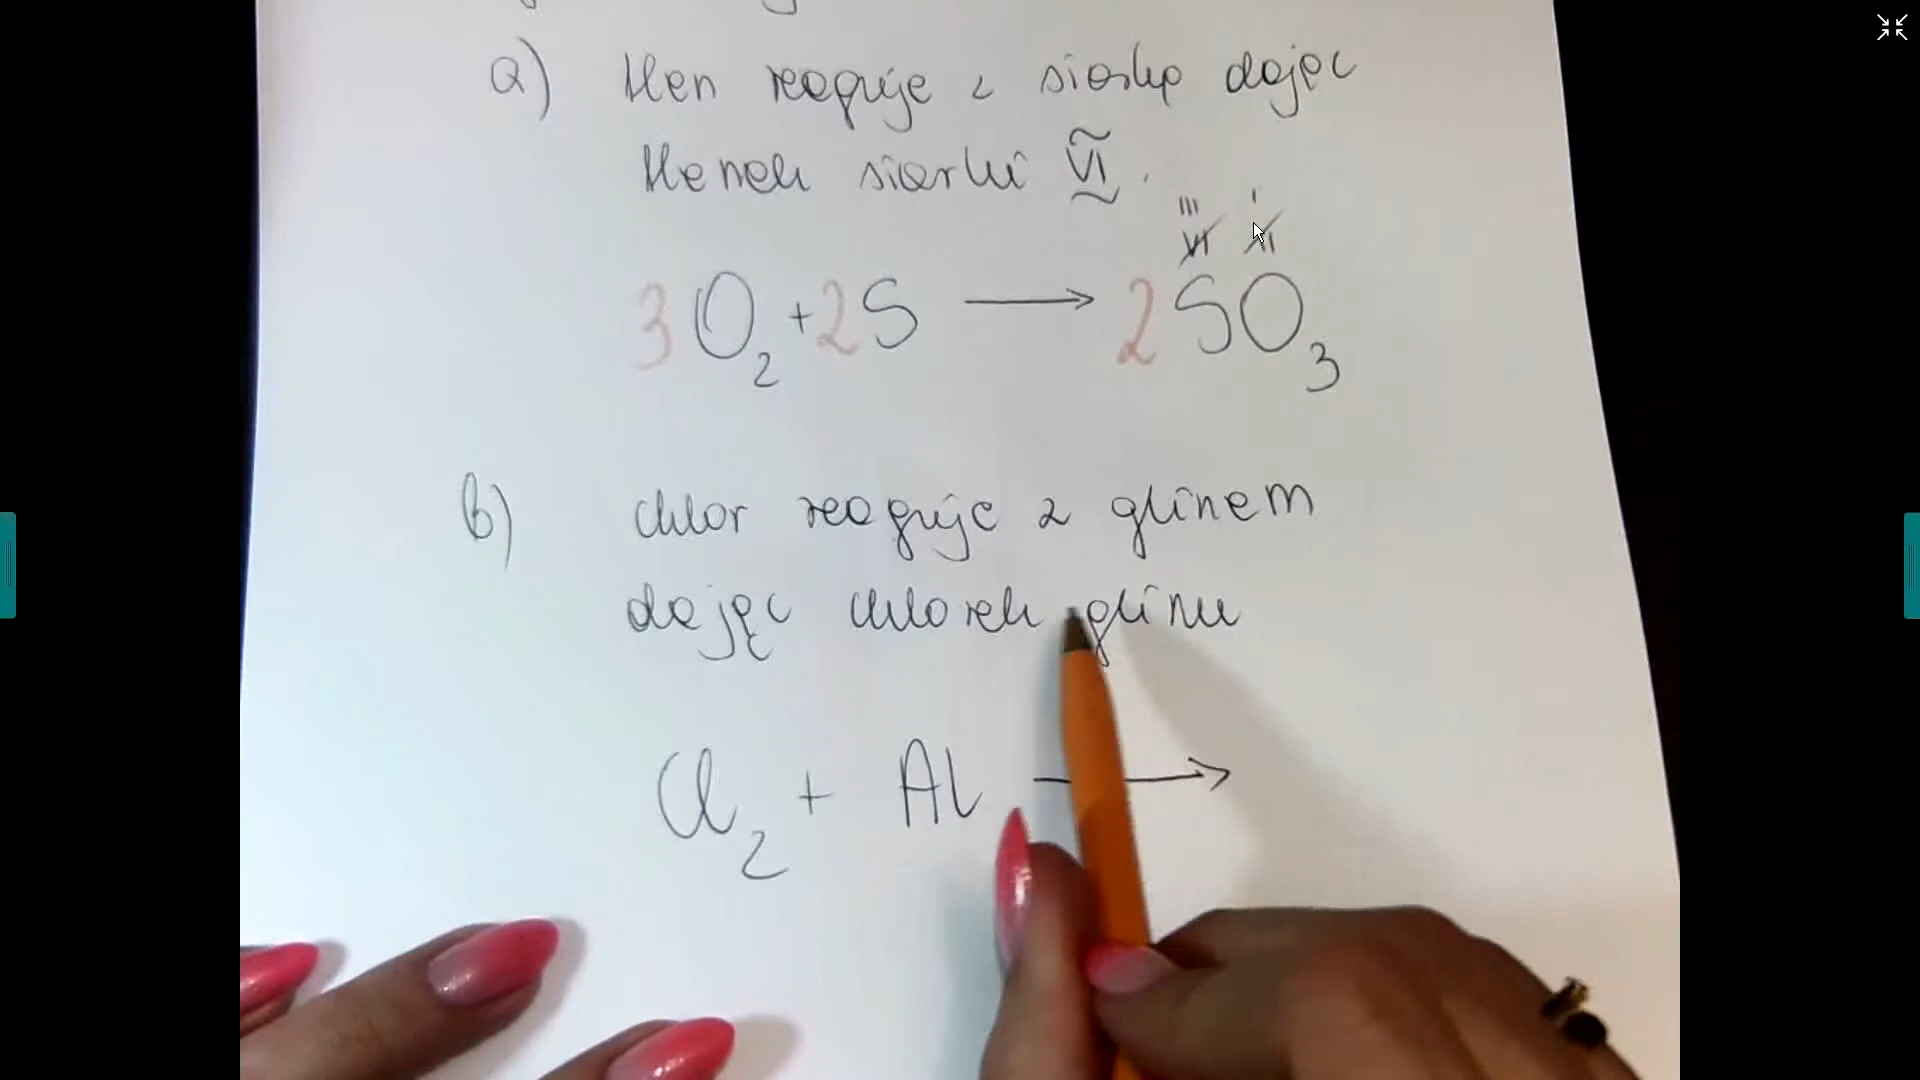 a) tlen reaguje z siarką dając
tlenek siarki VI.
III I
VI II
3O₂ + 2S → 2SO₃
b) chlor reaguje z glinem
dając chlorek glinu
Cl₂ + Al →